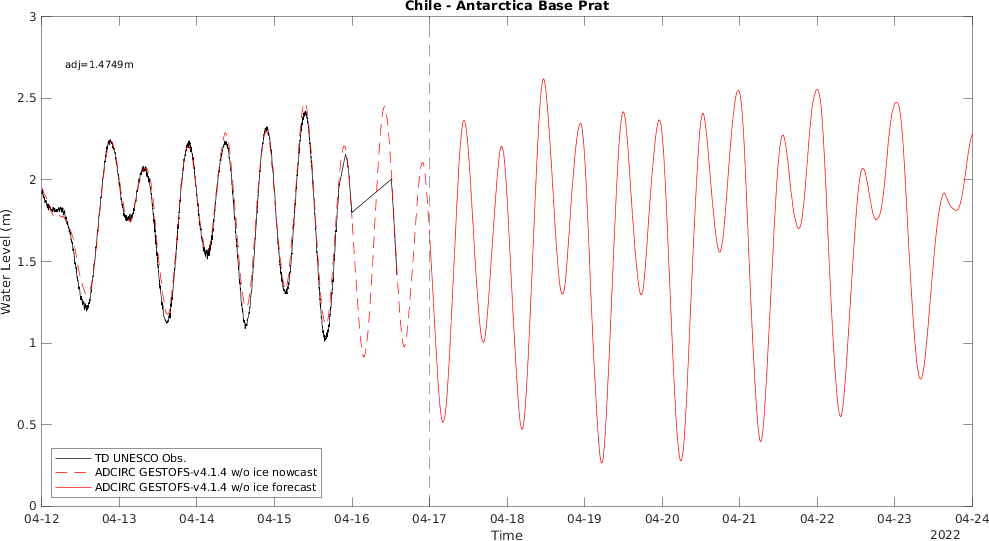 Chile - Antarctica Base Prat
adj=1.4749m
3
2.5
2
1.5
1
0.5
0
Water Level (m)
TD UNESCO Obs.
ADCIRC GESTOFS-v4.1.4 w/o ice nowcast
ADCIRC GESTOFS-v4.1.4 w/o ice forecast
04-12 04-13 04-14 04-15 04-16 04-17 04-18 04-19 04-20 04-21 04-22 04-23 04-24
Time
2022